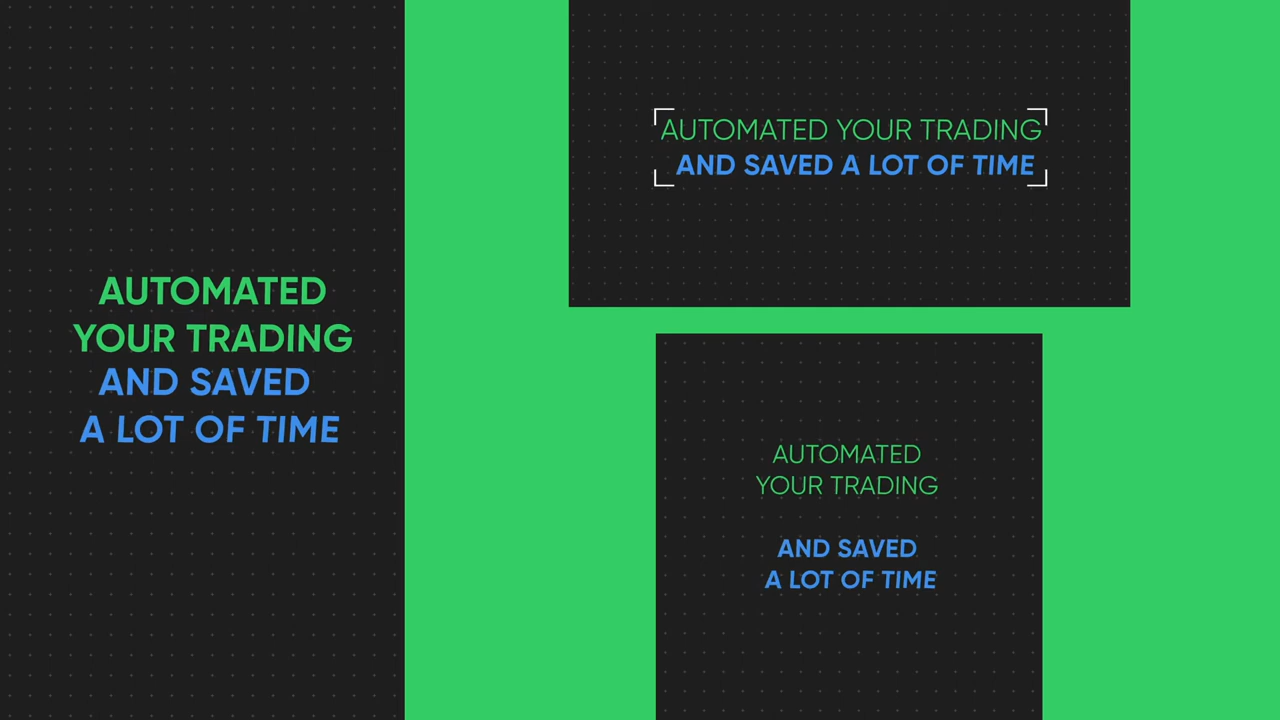 AUTOMATED
YOUR TRADING
AND SAVED
A LOT OF TIME
AUTOMATED YOUR TRADING
AND SAVED A LOT OF TIME
AUTOMATED
YOUR TRADING
AND SAVED
A LOT OF TIME